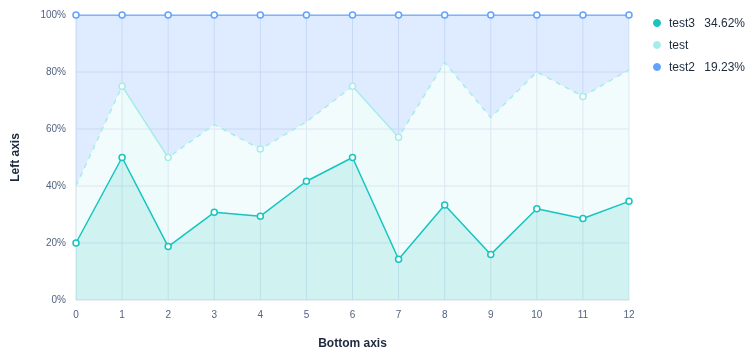 100%
80%
60%
40%
20%
0%
Left axis
0 1 2 3 4 5 6 7 8 9 10 11 12
Bottom axis
test3 34.62%
test
test2 19.23%